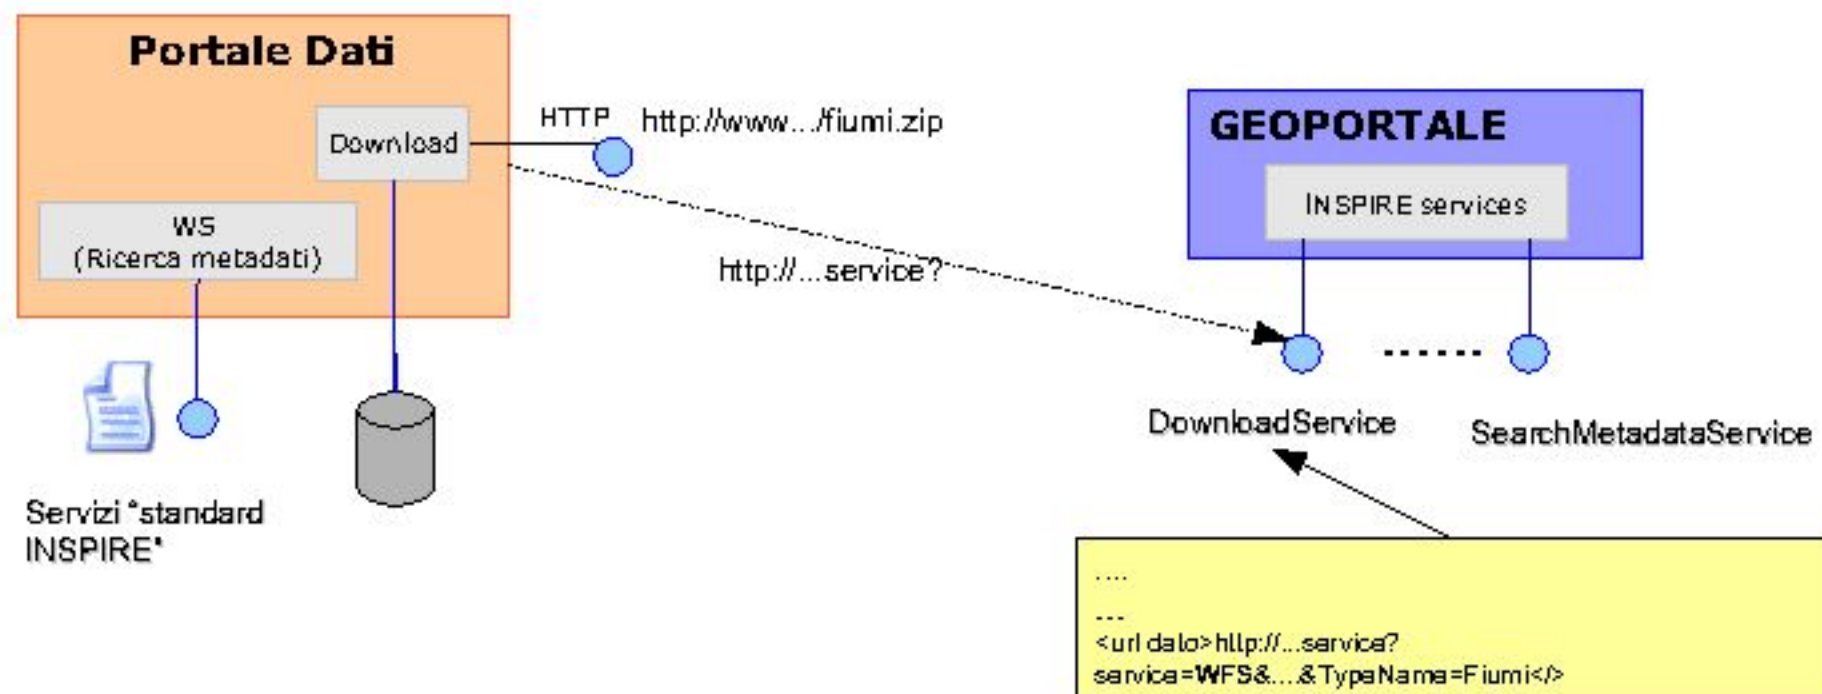 Portale Dati
Download
HTTP
http://www.../fiumi.zip
WS
(Ricerca metadati)
http://...service?
GEOPORTALE
INSPIRE services
DownloadService
SearchMetadataService
Servizi "standard
INSPIRE"
....
...
<url dato>http://...service?
service=WFS&....&TypeName=Fiumi</>